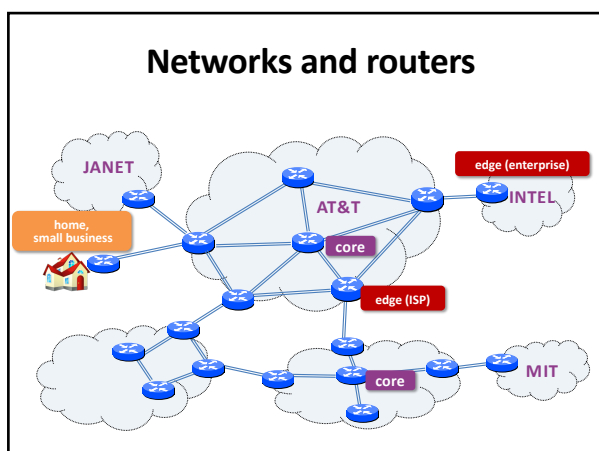 Networks and routers
JANET
edge (enterprise)
AT&T
INTEL
home,
small business
core
edge (ISP)
core
MIT